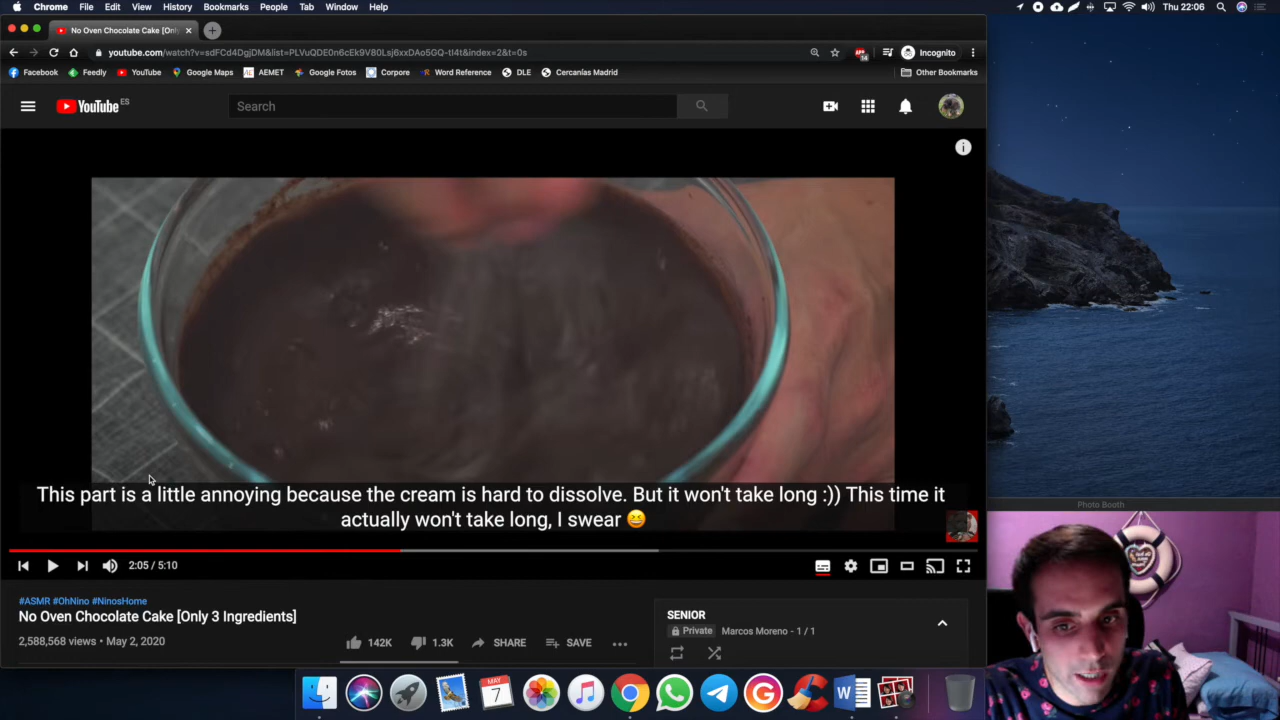 Chrome File Edit View History Bookmarks People Tab Window Help Thu 22:06
No Oven Chocolate Cake [Only
youtube.com/watch?v=sdFCd4DgjDM&list=PLVuQDE0n6cEk9V80Lsj6xxDAo5GQ-tI4t&index=2&t=0s
Incognito
Facebook Feedly YouTube Google Maps AEMET Google Fotos Corpore Word Reference DLE Cercanías Madrid Other Bookmarks
YouTube ES
Search
This part is a little annoying because the cream is hard to dissolve. But it won't take long :)) This time it
actually won't take long, I swear 😆
Photo Booth
2:05 / 5:10
#ASMR #OhNino #NinosHome
No Oven Chocolate Cake [Only 3 Ingredients]
2,588,568 views • May 2, 2020
142K 1.3K SHARE SAVE
SENIOR
Private Marcos Moreno - 1 / 1
MAY
7